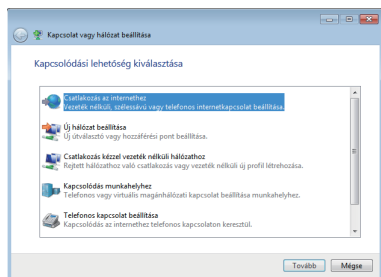 Kapcsolat vagy hálózat beállítása
Kapcsolódási lehetőség kiválasztása
Csatlakozás az internethez
Vezeték nélküli, szélessávú vagy telefonos internetkapcsolat beállítása.
Új hálózat beállítása
Új útválasztó vagy hozzáférési pont beállítása.
Csatlakozás kézzel vezeték nélküli hálózathoz
Rejtett hálózathoz való csatlakozás vagy vezeték nélküli új profil létrehozása.
Kapcsolódás munkahelyhez
Telefonos vagy virtuális magánhálózati kapcsolat beállítása munkahelyhez.
Telefonos kapcsolat beállítása
Kapcsolódás az internethez telefonos kapcsolaton keresztül.
Tovább
Mégse